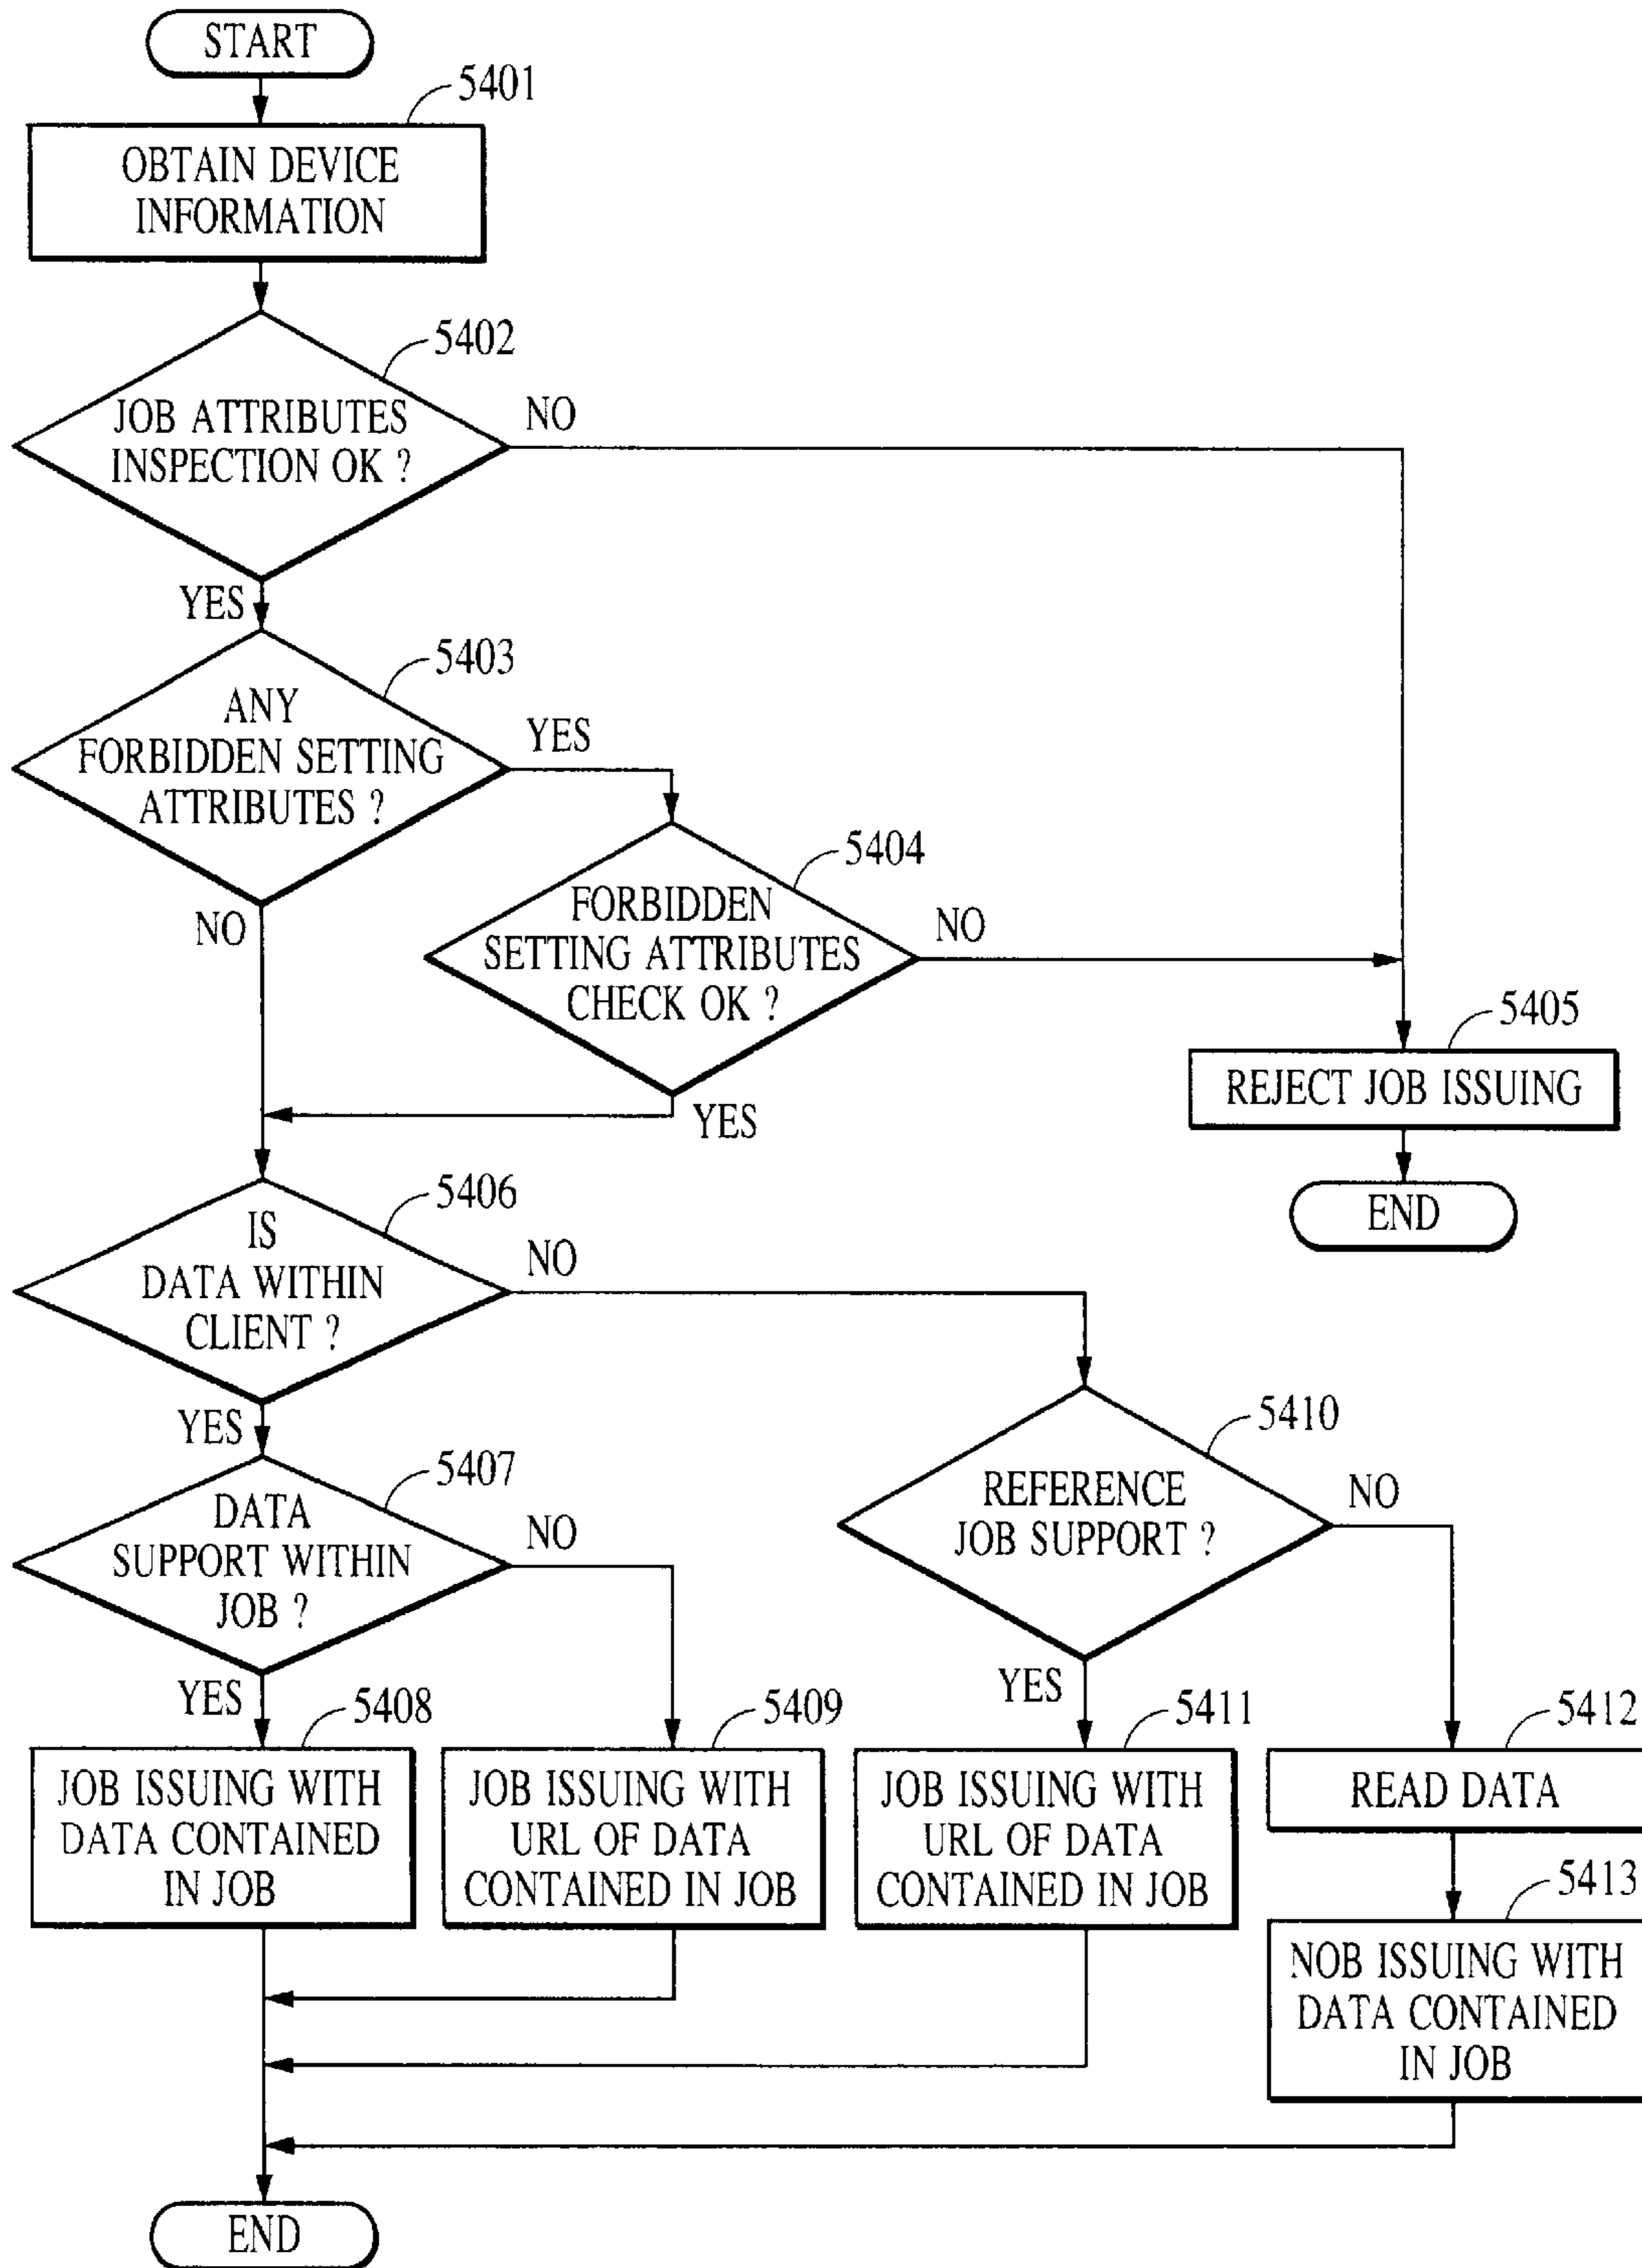 START
5401
OBTAIN DEVICE
INFORMATION
5402
JOB ATTRIBUTES
INSPECTION OK ?
NO
YES
5403
ANY
FORBIDDEN SETTING
ATTRIBUTES ?
YES
NO
5404
FORBIDDEN
SETTING ATTRIBUTES
CHECK OK ?
NO
YES
5405
REJECT JOB ISSUING
END
5406
IS
DATA WITHIN
CLIENT ?
NO
YES
5407
DATA
SUPPORT WITHIN
JOB ?
NO
YES
5410
REFERENCE
JOB SUPPORT ?
NO
YES
5408
JOB ISSUING WITH
DATA CONTAINED
IN JOB
5409
JOB ISSUING WITH
URL OF DATA
CONTAINED IN JOB
5411
JOB ISSUING WITH
URL OF DATA
CONTAINED IN JOB
5412
READ DATA
5413
NOB ISSUING WITH
DATA CONTAINED
IN JOB
END